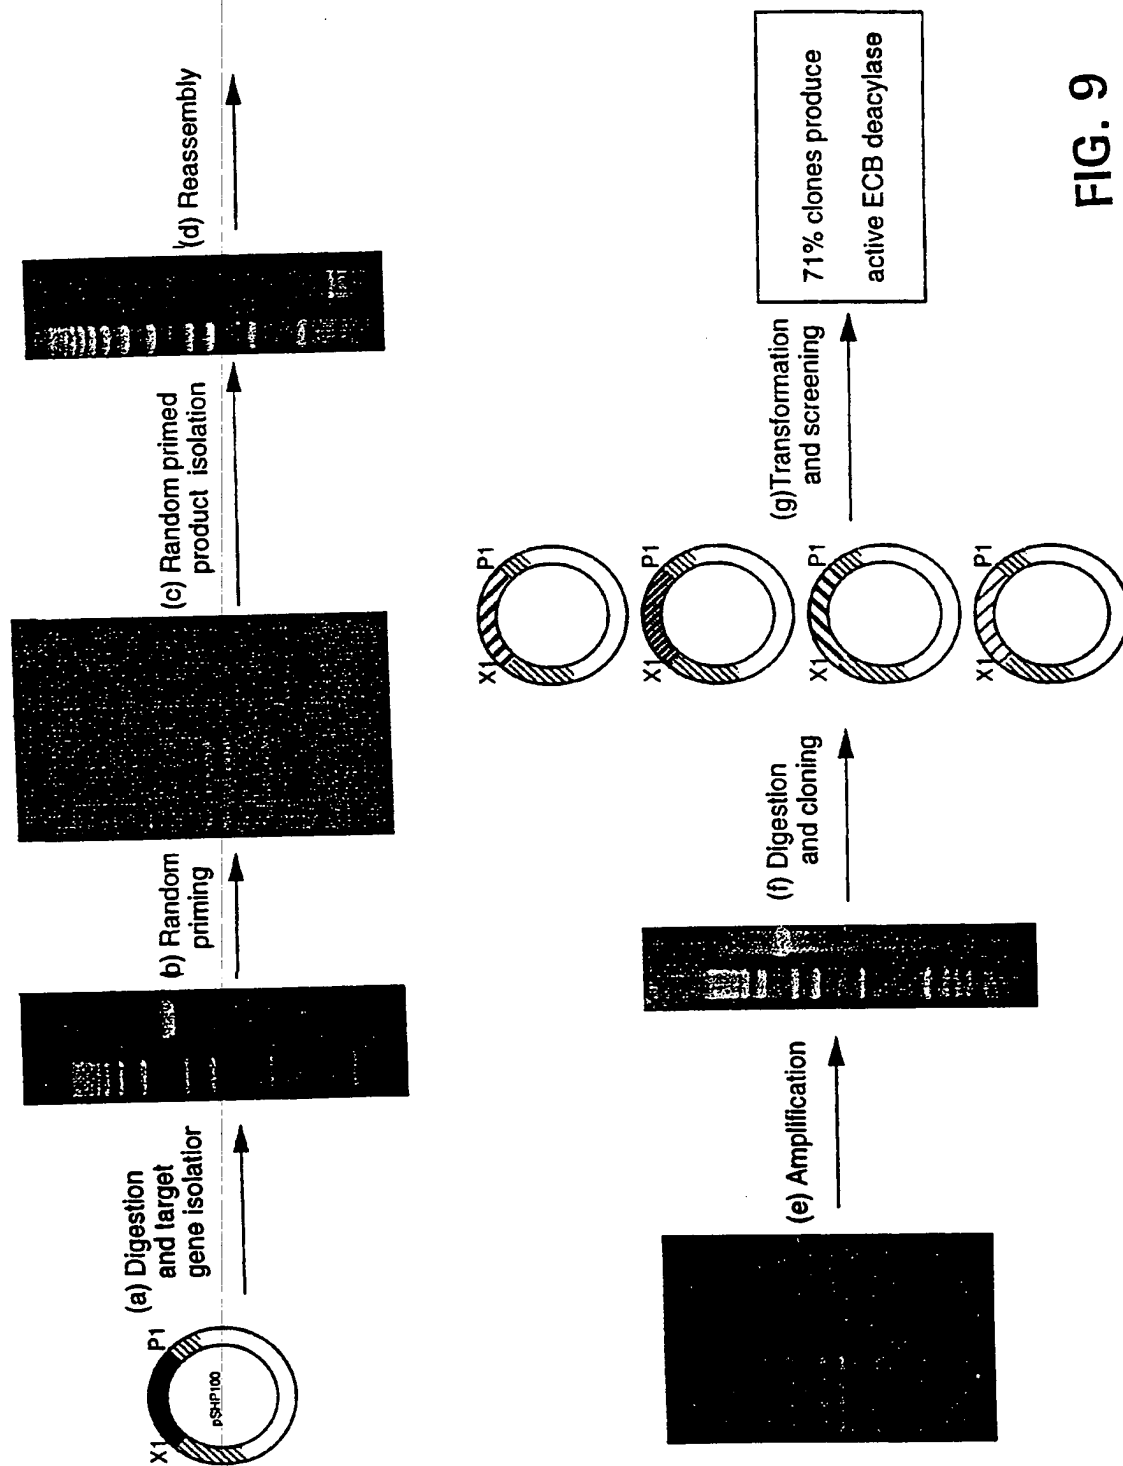 X1
P1
pSHP100
(a) Digestion
and target
gene isolatior
(b) Random
priming
(c) Random primed
product isolation
(d) Reassembly
(e) Amplification
(f) Digestion
and cloning
X1
P1
X1
P1
X1
P1
X1
P1
(g)Transformation
and screening
71% clones produce
active ECB deacylase
FIG. 9